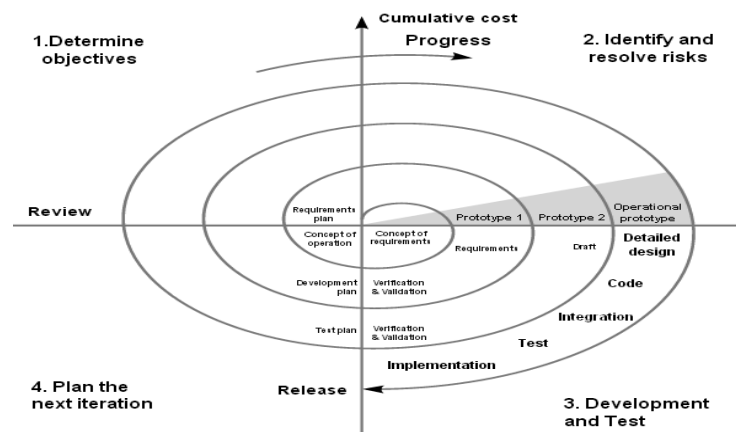 Cumulative cost
1.Determine
objectives
Progress
2. Identify and
resolve risks
Review
Requirements
plan
Prototype 1
Prototype 2
Operational
prototype
Concept of
operation
Concept of
requirements
Requirements
Draft
Detailed
design
Development
plan
Verification
& Validation
Code
Integration
Test plan
Verification
& Validation
Test
Implementation
4. Plan the
next iteration
Release
3. Development
and Test